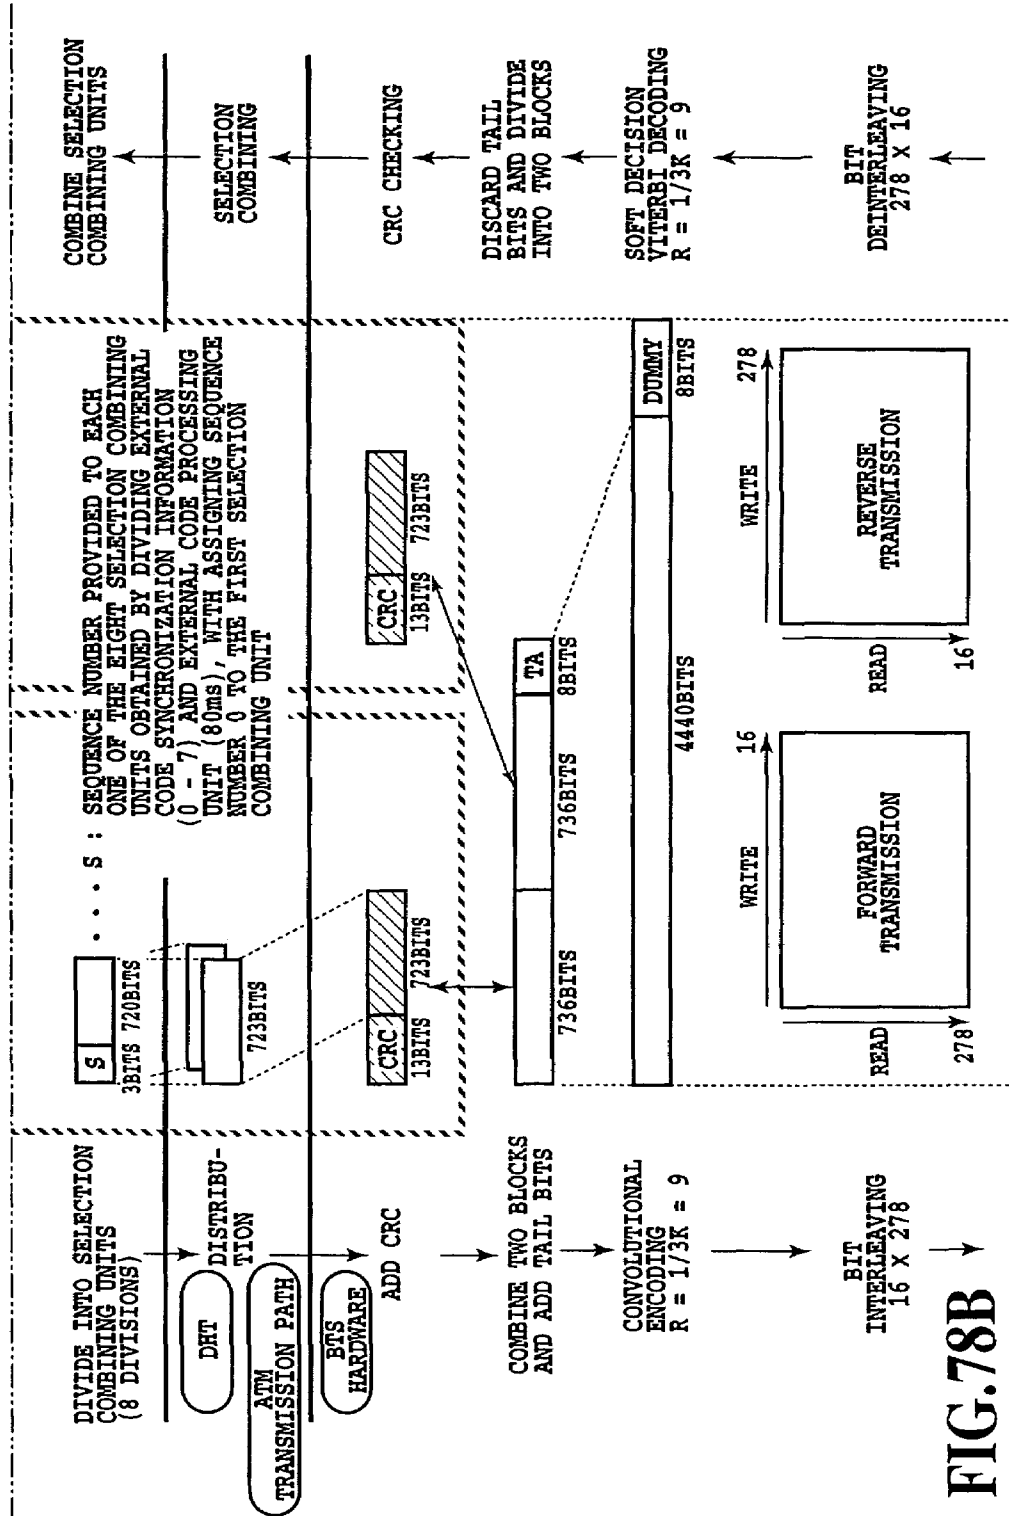 DIVIDE INTO SELECTION
COMBINING UNITS
(8 DIVISIONS)
DHT
DISTRIBU-
TION
ATM
TRANSMISSION PATH
BTS
HARDWARE
ADD CRC
COMBINE TWO BLOCKS
AND ADD TAIL BITS
CONVOLUTIONAL
ENCODING
R = 1/3K = 9
BIT
INTERLEAVING
16 X 278
S
3BITS 720BITS
· · · · S : SEQUENCE NUMBER PROVIDED TO EACH
ONE OF THE EIGHT SELECTION COMBINING
UNITS OBTAINED BY DIVIDING EXTERNAL
CODE SYNCHRONIZATION INFORMATION
(0 - 7) AND EXTERNAL CODE PROCESSING
UNIT (80ms), WITH ASSIGNING SEQUENCE
NUMBER 0 TO THE FIRST SELECTION
COMBINING UNIT
723BITS
CRC
13BITS 723BITS
CRC
13BITS 723BITS
TA
736BITS 736BITS 8BITS
DUMMY
4440BITS 8BITS
WRITE 16
READ
278
FORWARD
TRANSMISSION
WRITE 278
READ
16
REVERSE
TRANSMISSION
COMBINE SELECTION
COMBINING UNITS
SELECTION
COMBINING
CRC CHECKING
DISCARD TAIL
BITS AND DIVIDE
INTO TWO BLOCKS
SOFT DECISION
VITERBI DECODING
R = 1/3K = 9
BIT
DEINTERLEAVING
278 X 16
FIG.78B